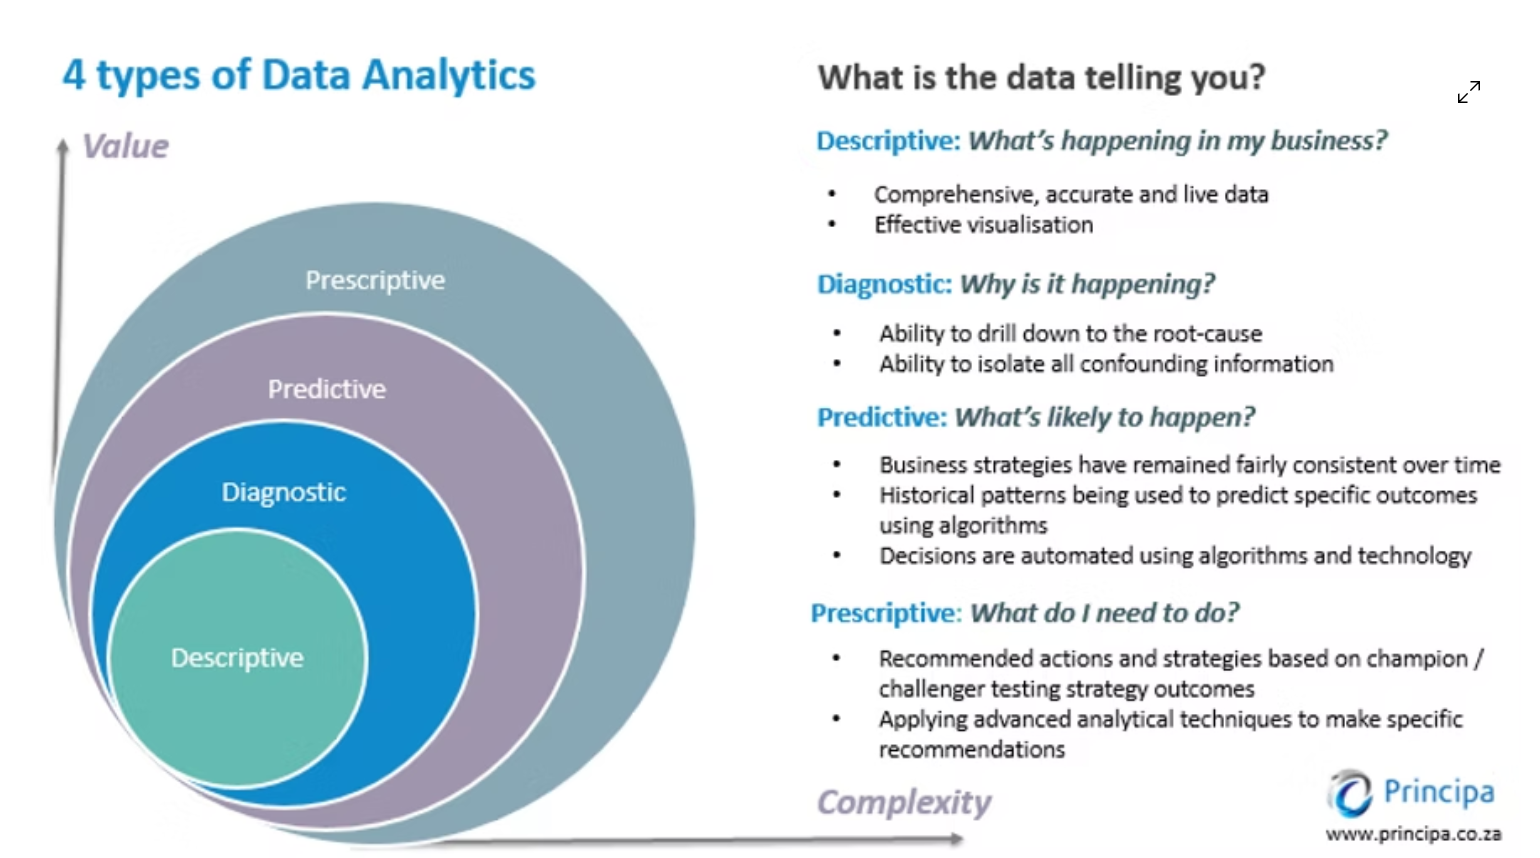 4 types of Data Analytics
Value
Prescriptive
Predictive
Diagnostic
Descriptive
What is the data telling you?
Descriptive: What's happening in my business?
• Comprehensive, accurate and live data
• Effective visualisation
Diagnostic: Why is it happening?
• Ability to drill down to the root-cause
• Ability to isolate all confounding information
Predictive: What's likely to happen?
• Business strategies have remained fairly consistent over time
• Historical patterns being used to predict specific outcomes
using algorithms
• Decisions are automated using algorithms and technology
Prescriptive: What do I need to do?
• Recommended actions and strategies based on champion /
challenger testing strategy outcomes
• Applying advanced analytical techniques to make specific
recommendations
Complexity
Principa
www.principa.co.za